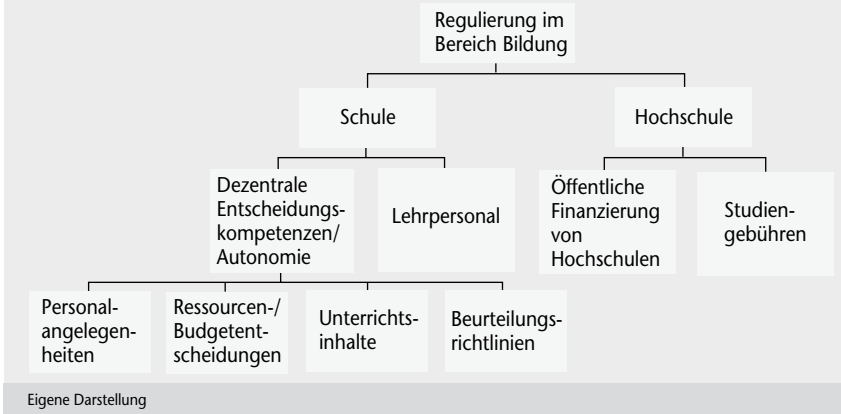 Regulierung im
Bereich Bildung
Schule
Hochschule
Dezentrale
Entscheidungs-
kompetenzen/
Autonomie
Lehrpersonal
Öffentliche
Finanzierung
von
Hochschulen
Studien-
gebühren
Personal-
angelegen-
heiten
Ressourcen-/
Budgetent-
scheidungen
Unterrichts-
inhalte
Beurteilungs-
richtlinien
Eigene Darstellung